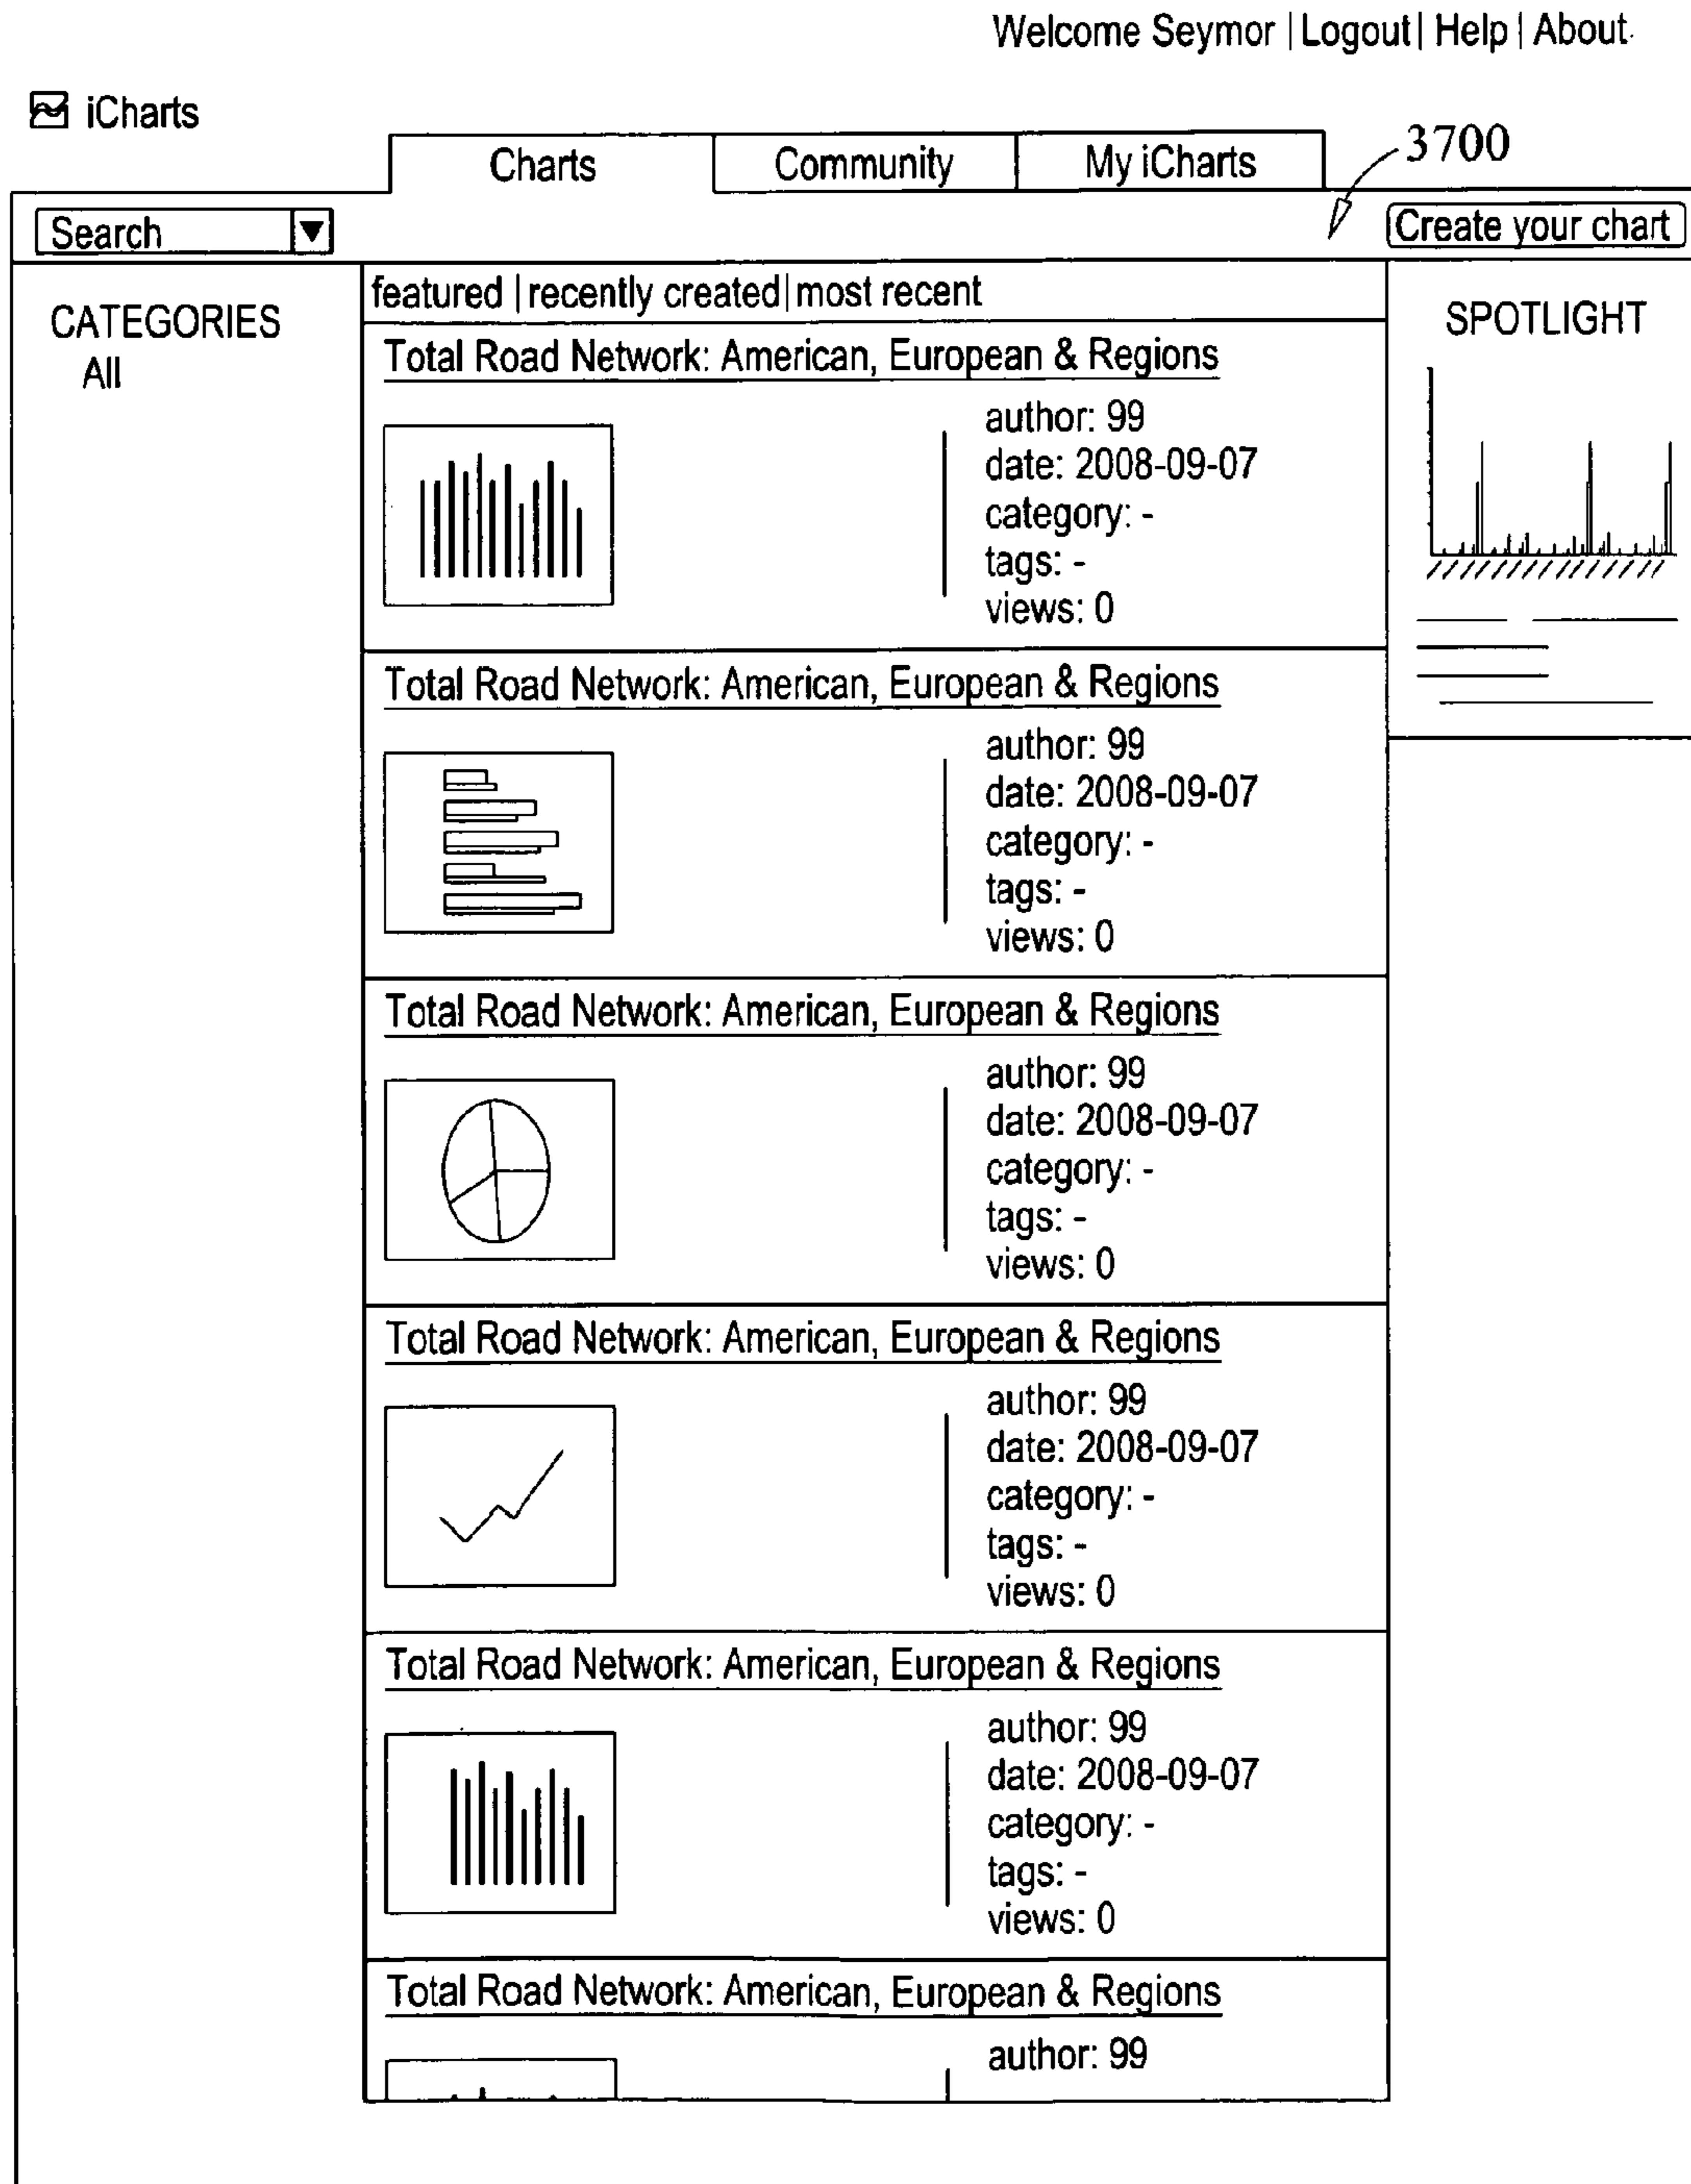 Welcome Seymor | Logout | Help | About
iCharts
Charts
Community
My iCharts
3700
Search
Create your chart
CATEGORIES
All
featured | recently created | most recent
SPOTLIGHT
Total Road Network: American, European & Regions
author: 99
date: 2008-09-07
category: -
tags: -
views: 0
Total Road Network: American, European & Regions
author: 99
date: 2008-09-07
category: -
tags: -
views: 0
Total Road Network: American, European & Regions
author: 99
date: 2008-09-07
category: -
tags: -
views: 0
Total Road Network: American, European & Regions
author: 99
date: 2008-09-07
category: -
tags: -
views: 0
Total Road Network: American, European & Regions
author: 99
date: 2008-09-07
category: -
tags: -
views: 0
Total Road Network: American, European & Regions
author: 99